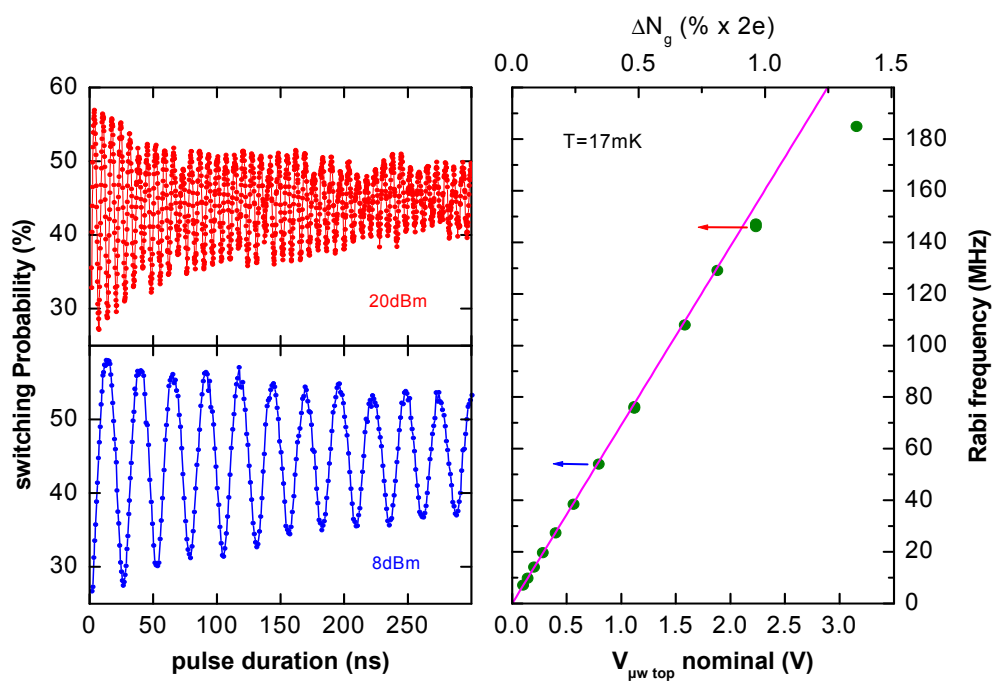 switching Probability (%)
60
50
40
30
20dBm
50
40
30
8dBm
0 50 100 150 200 250 300
pulse duration (ns)
ΔNg (% x 2e)
0.0 0.5 1.0 1.5
T=17mK
180
160
140
120
100
80
60
40
20
0
Rabi frequency (MHz)
0.0 0.5 1.0 1.5 2.0 2.5 3.0
Vμw top nominal (V)